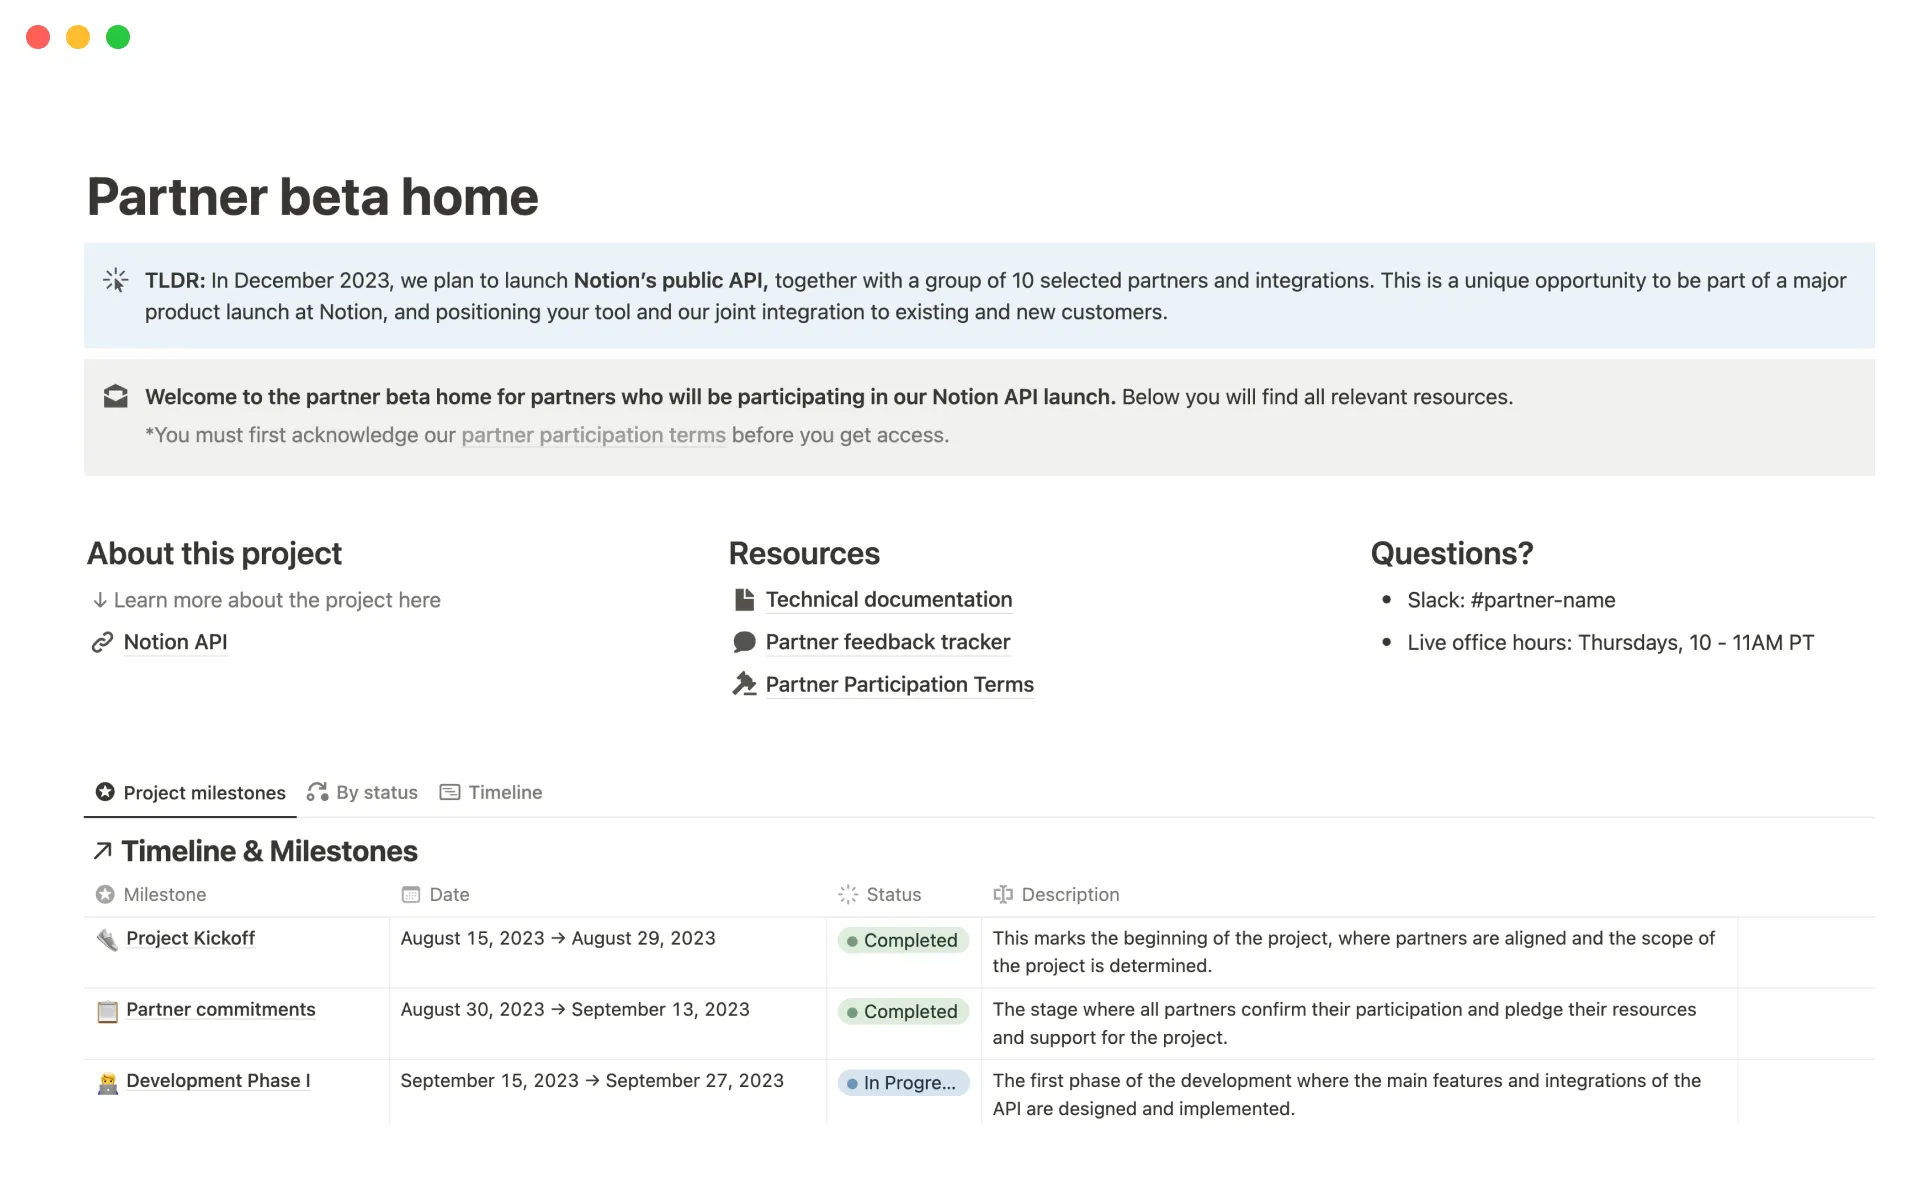 Partner beta home
TLDR: In December 2023, we plan to launch Notion’s public API, together with a group of 10 selected partners and integrations. This is a unique opportunity to be part of a major
product launch at Notion, and positioning your tool and our joint integration to existing and new customers.
Welcome to the partner beta home for partners who will be participating in our Notion API launch. Below you will find all relevant resources.
*You must first acknowledge our partner participation terms before you get access.
About this project
↓ Learn more about the project here
Notion API
Resources
Technical documentation
Partner feedback tracker
Partner Participation Terms
Questions?
• Slack: #partner-name
• Live office hours: Thursdays, 10 - 11AM PT
Project milestones By status Timeline
↗ Timeline & Milestones
Milestone Date Status Description
Project Kickoff August 15, 2023 → August 29, 2023 Completed This marks the beginning of the project, where partners are aligned and the scope of
the project is determined.
Partner commitments August 30, 2023 → September 13, 2023 Completed The stage where all partners confirm their participation and pledge their resources
and support for the project.
Development Phase I September 15, 2023 → September 27, 2023 In Progre... The first phase of the development where the main features and integrations of the
API are designed and implemented.